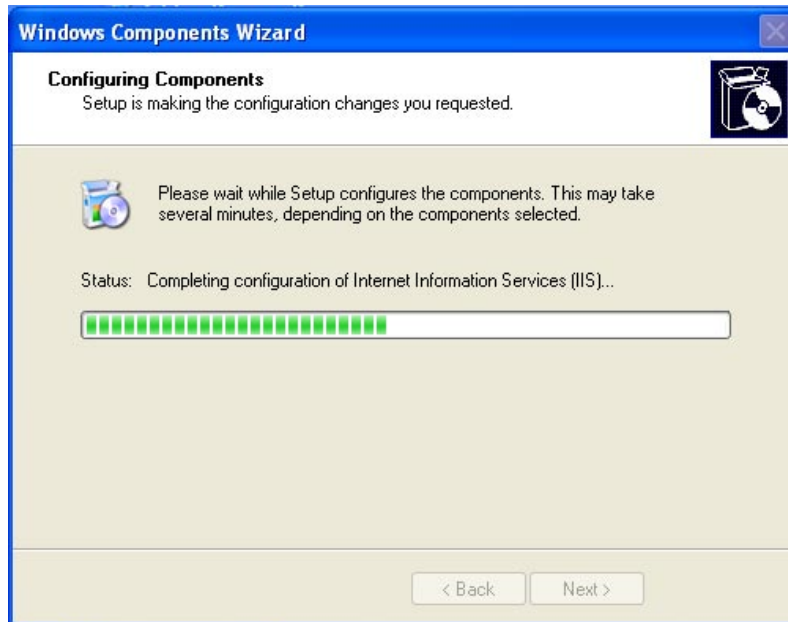 Windows Components Wizard
Configuring Components
Setup is making the configuration changes you requested.
Please wait while Setup configures the components. This may take
several minutes, depending on the components selected.
Status: Completing configuration of Internet Information Services (IIS)...
< Back Next >